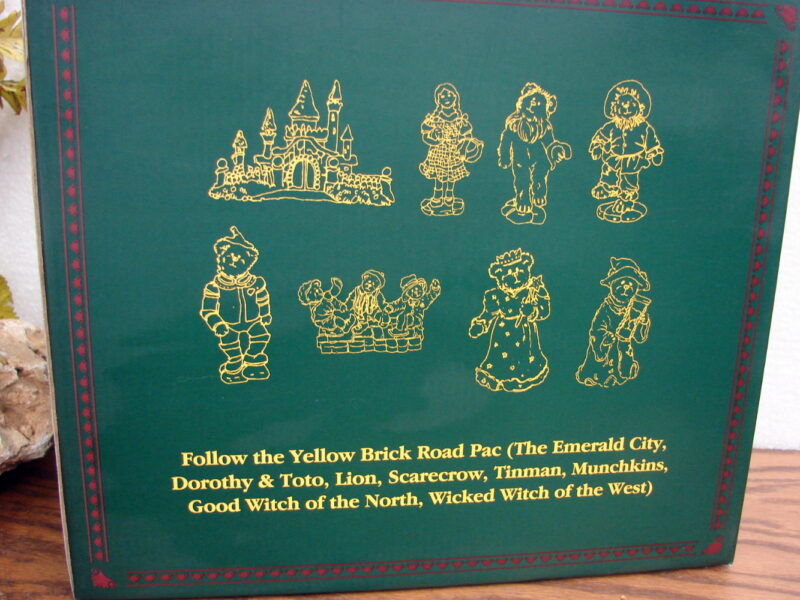 Follow the Yellow Brick Road Pac (The Emerald City,
Dorothy & Toto, Lion, Scarecrow, Tinman, Munchkins,
Good Witch of the North, Wicked Witch of the West)